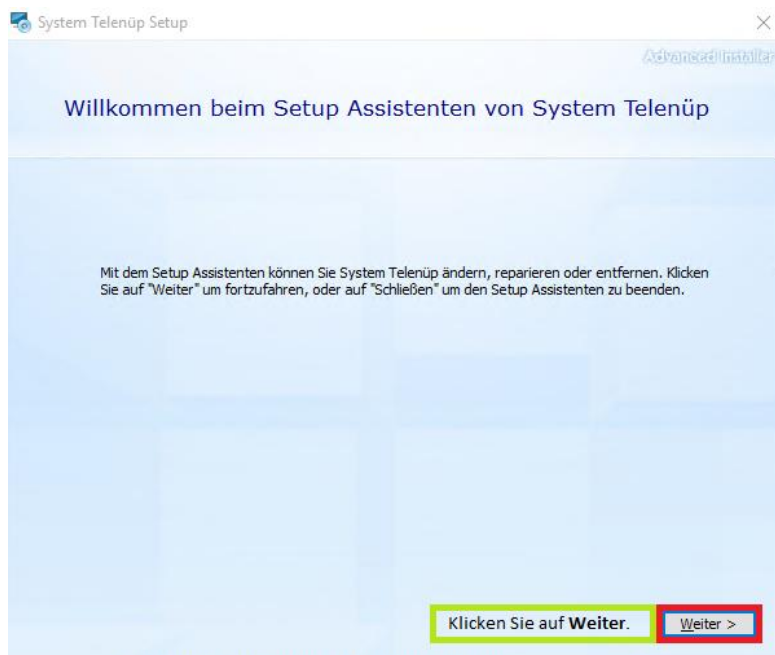 System Telenüp Setup
Advanced Installer
Willkommen beim Setup Assistenten von System Telenüp
Mit dem Setup Assistenten können Sie System Telenüp ändern, reparieren oder entfernen. Klicken
Sie auf "Weiter" um fortzufahren, oder auf "Schließen" um den Setup Assistenten zu beenden.
Klicken Sie auf Weiter.
Weiter >